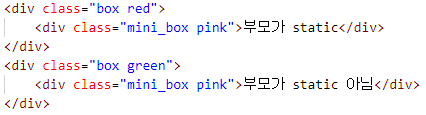 <div class="box red">
<div class="mini_box pink">부모가 static</div>
</div>
<div class="box green">
<div class="mini_box pink">부모가 static 아님</div>
</div>